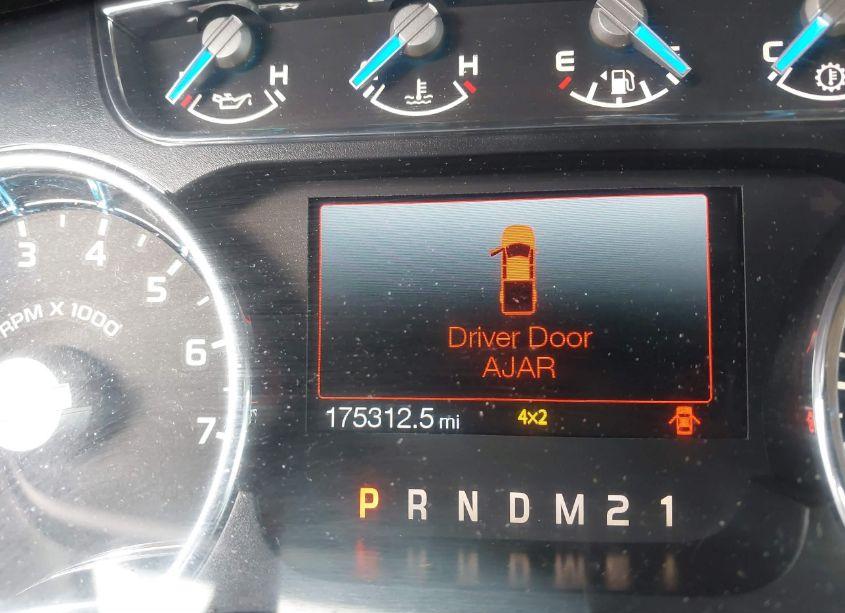 H
H
E
C
3
4
5
6
7
RPM X 1000
Driver Door
AJAR
175312.5 mi
4x2
P R N D M 2 1